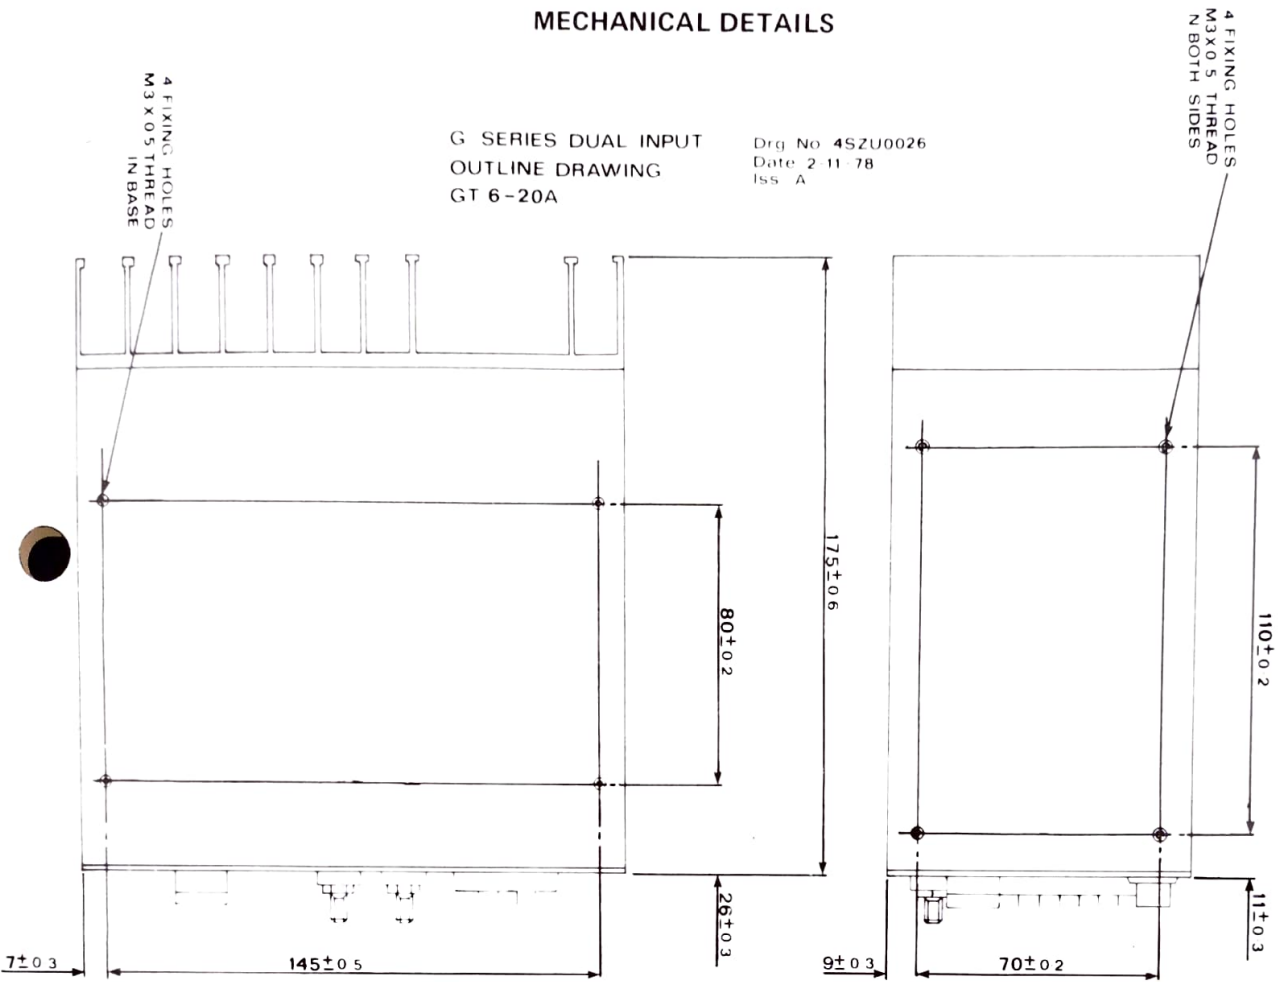 MECHANICAL DETAILS
4 FIXING HOLES
M3X0 5 THREAD
N BOTH SIDES
4 FIXING HOLES
M3 X 0 5 THREAD
IN BASE
G SERIES DUAL INPUT
OUTLINE DRAWING
GT 6-20A
Drg No 4SZU0026
Date 2-11-78
Iss A
175±0 6
80±0 2
110±0 2
26±0 3
11±0 3
7±0 3
145±0 5
9±0 3
70±0 2